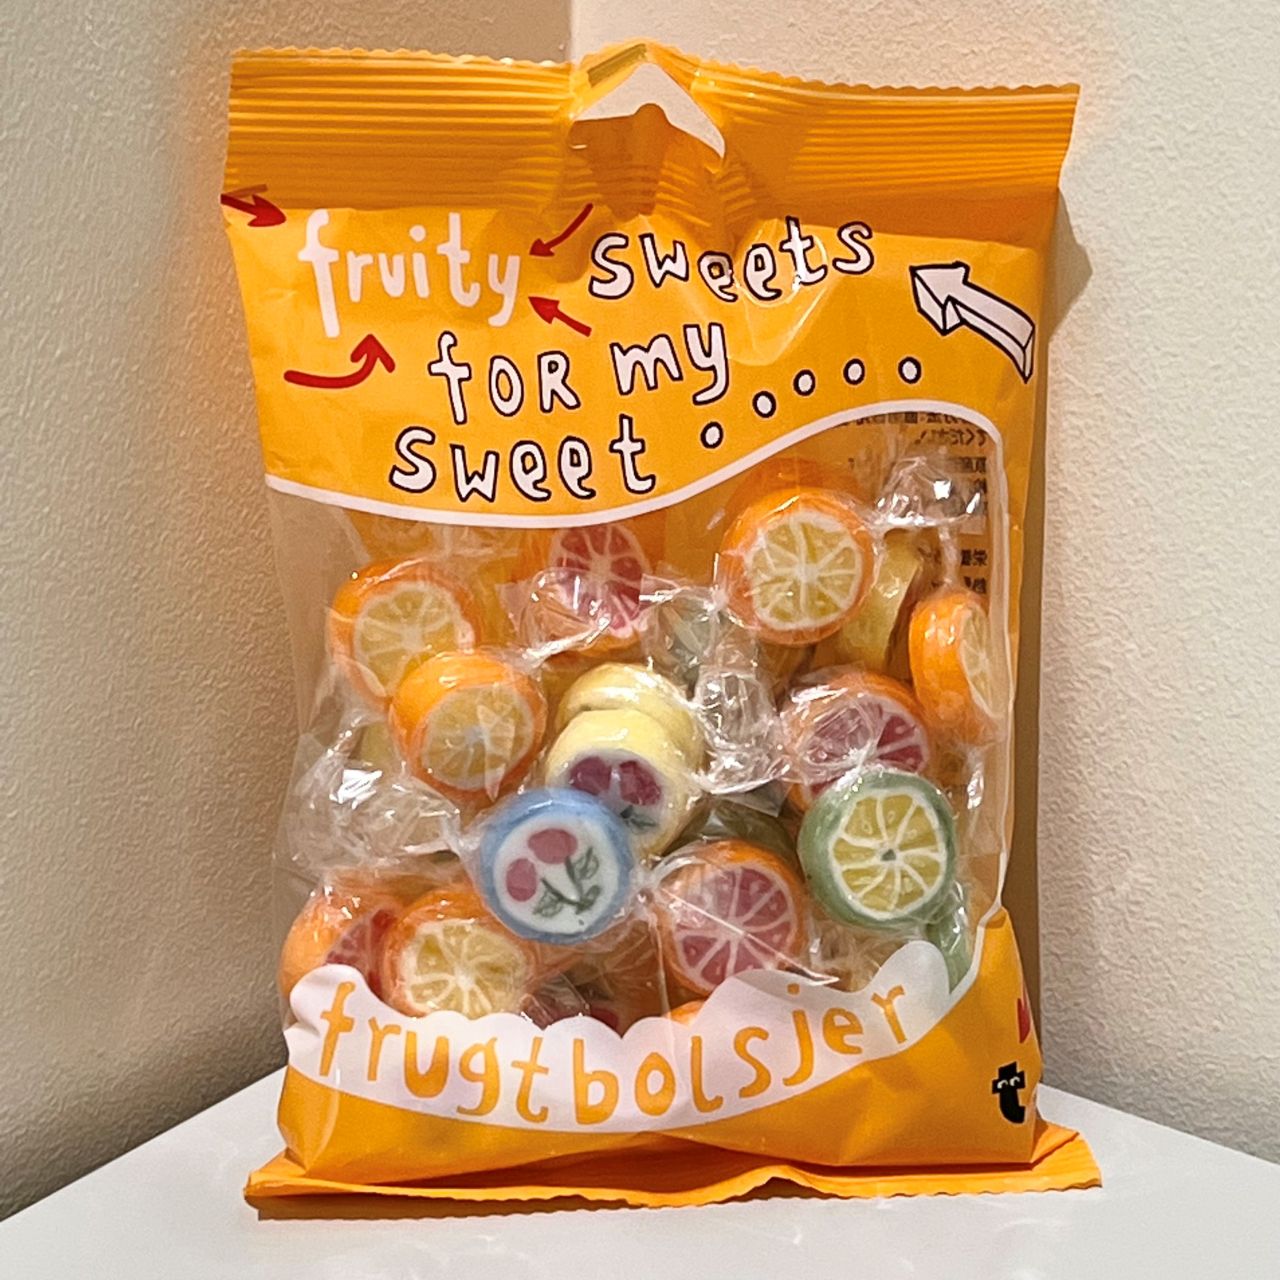 fruity sweets
for my
sweet.....
frugtbolsjer
t